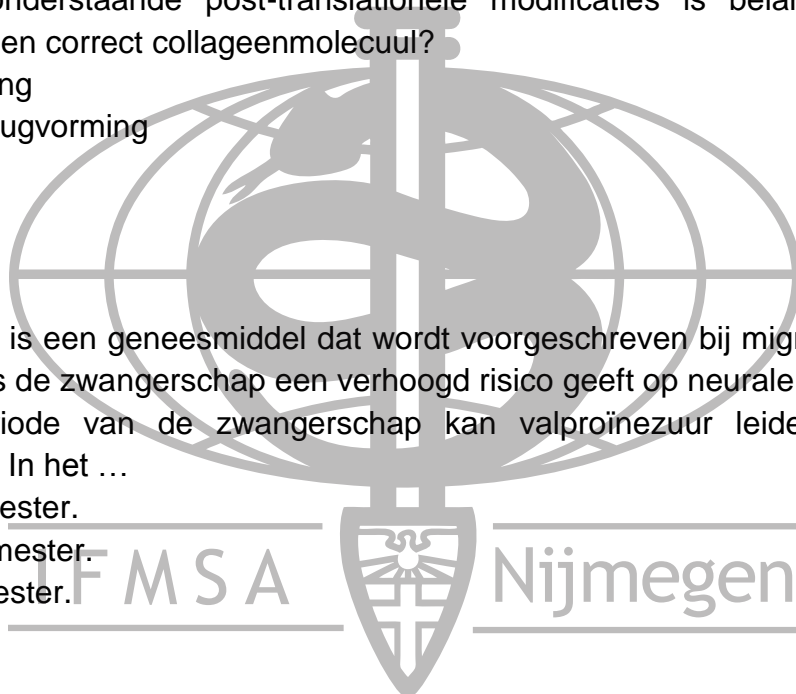 onderstaande post-translationele modificaties is
en correct collageenmolecuul?
ng
ugvorming
is een geneesmiddel dat wordt voorgeschreven bij
s de zwangerschap een verhoogd risico geeft op neurale
iode van de zwangerschap kan valproïnezuur leide
In het …
ester.
mester.
ester.
IFMSA Nijmegen